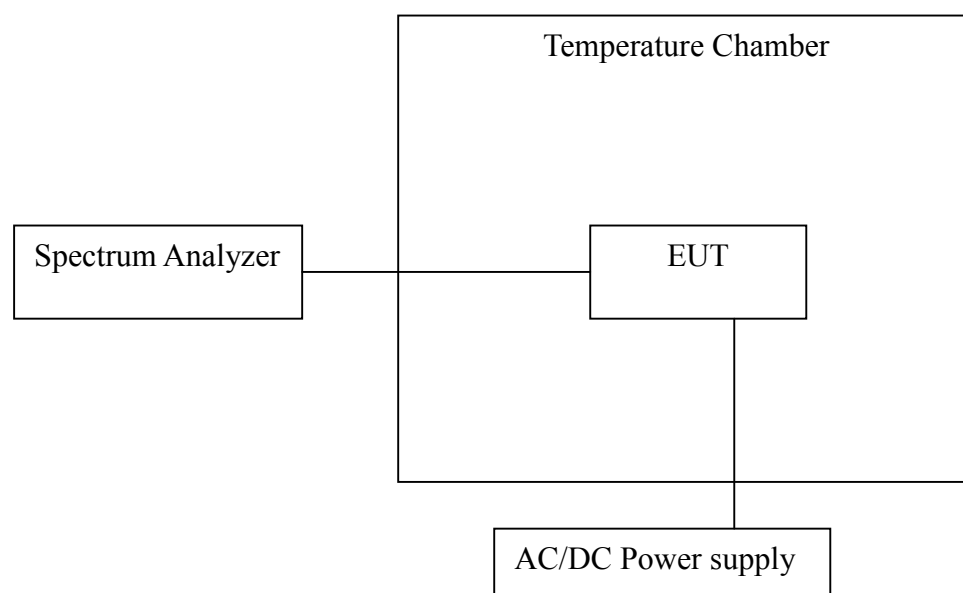 Temperature Chamber
Spectrum Analyzer
EUT
AC/DC Power supply